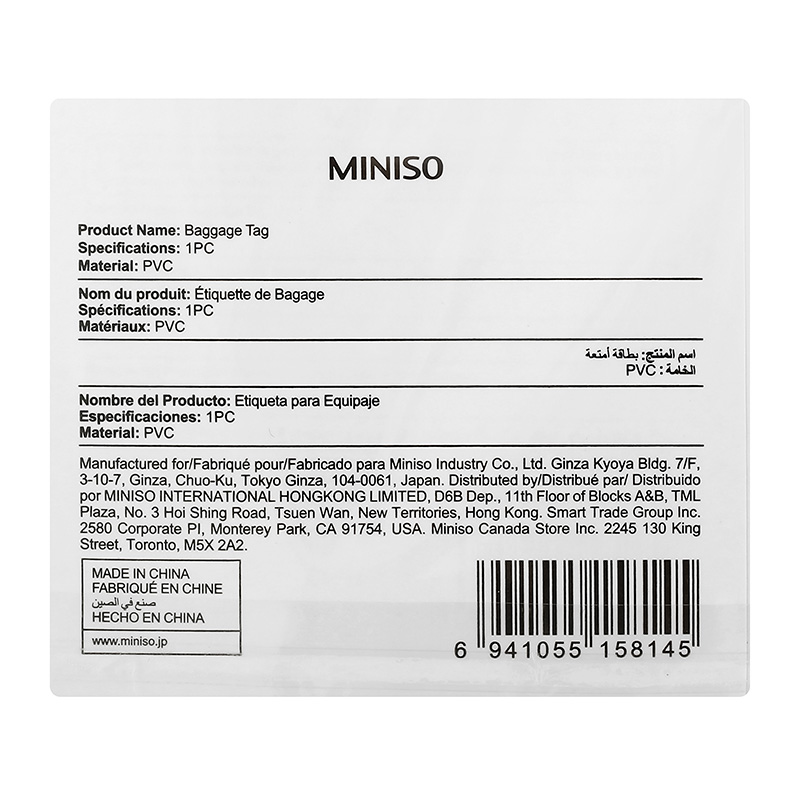 MINISO
Product Name: Baggage Tag
Specifications: 1PC
Material: PVC
Nom du produit: Étiquette de Bagage
Spécifications: 1PC
Matériaux: PVC
اسم المنتج: بطاقة أمتعة
الخامة : PVC
Nombre del Producto: Etiqueta para Equipaje
Especificaciones: 1PC
Material: PVC
Manufactured for/Fabriqué pour/Fabricado para Miniso Industry Co., Ltd. Ginza Kyoya Bldg. 7/F,
3-10-7, Ginza, Chuo-Ku, Tokyo Ginza, 104-0061, Japan. Distributed by/Distribué par/ Distribuido
por MINISO INTERNATIONAL HONGKONG LIMITED, D6B Dep., 11th Floor of Blocks A&B, TML
Plaza, No. 3 Hoi Shing Road, Tsuen Wan, New Territories, Hong Kong. Smart Trade Group Inc.
2580 Corporate Pl, Monterey Park, CA 91754, USA. Miniso Canada Store Inc. 2245 130 King
Street, Toronto, M5X 2A2.
MADE IN CHINA
FABRIQUÉ EN CHINE
صنع في الصين
HECHO EN CHINA
www.miniso.jp
6 941055 158145